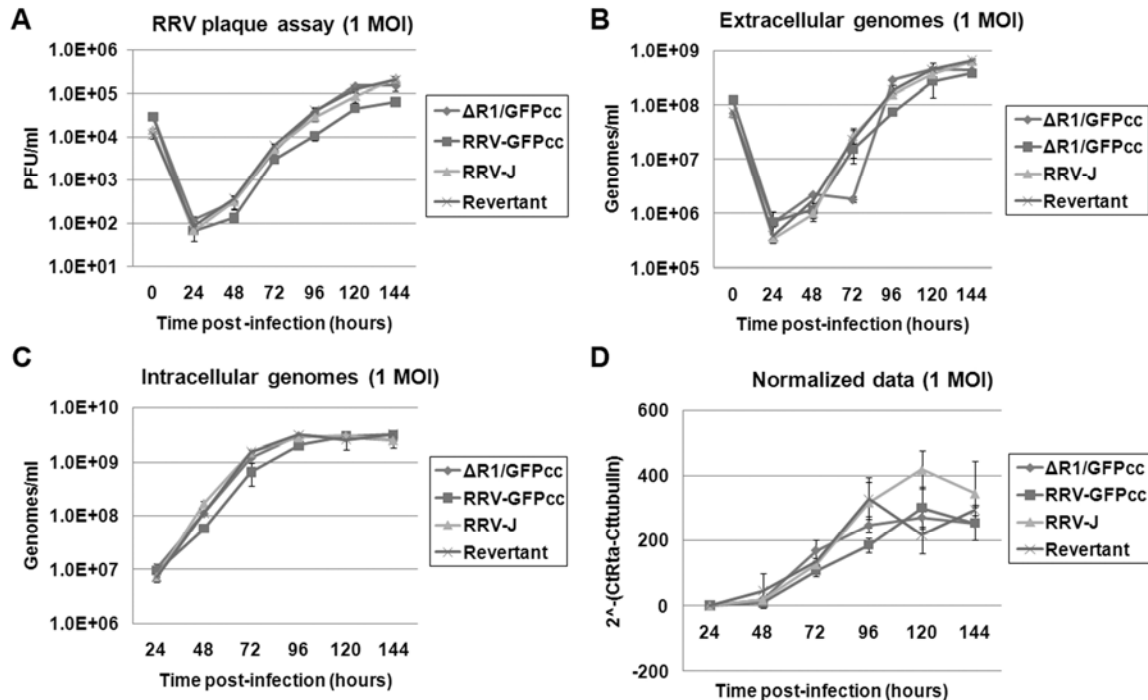 A
RRV plaque assay (1 MOI)
1.0E+06
1.0E+05
1.0E+04
1.0E+03
1.0E+02
1.0E+01
PFU/ml
0 24 48 72 96 120 144
Time post-infection (hours)
ΔR1/GFPcc
RRV-GFPcc
RRV-J
Revertant
B
Extracellular genomes (1 MOI)
1.0E+09
1.0E+08
1.0E+07
1.0E+06
1.0E+05
Genomes/ml
0 24 48 72 96 120 144
Time post-infection (hours)
ΔR1/GFPcc
ΔR1/GFPcc
RRV-J
Revertant
C
Intracellular genomes (1 MOI)
1.0E+10
1.0E+09
1.0E+08
1.0E+07
1.0E+06
Genomes/ml
24 48 72 96 120 144
Time post-infection (hours)
ΔR1/GFPcc
RRV-GFPcc
RRV-J
Revertant
D
Normalized data (1 MOI)
600
400
200
0
-200
2^-(CtRta-Cttubulin)
24 48 72 96 120 144
Time post-infection (hours)
ΔR1/GFPcc
RRV-GFPcc
RRV-J
Revertant